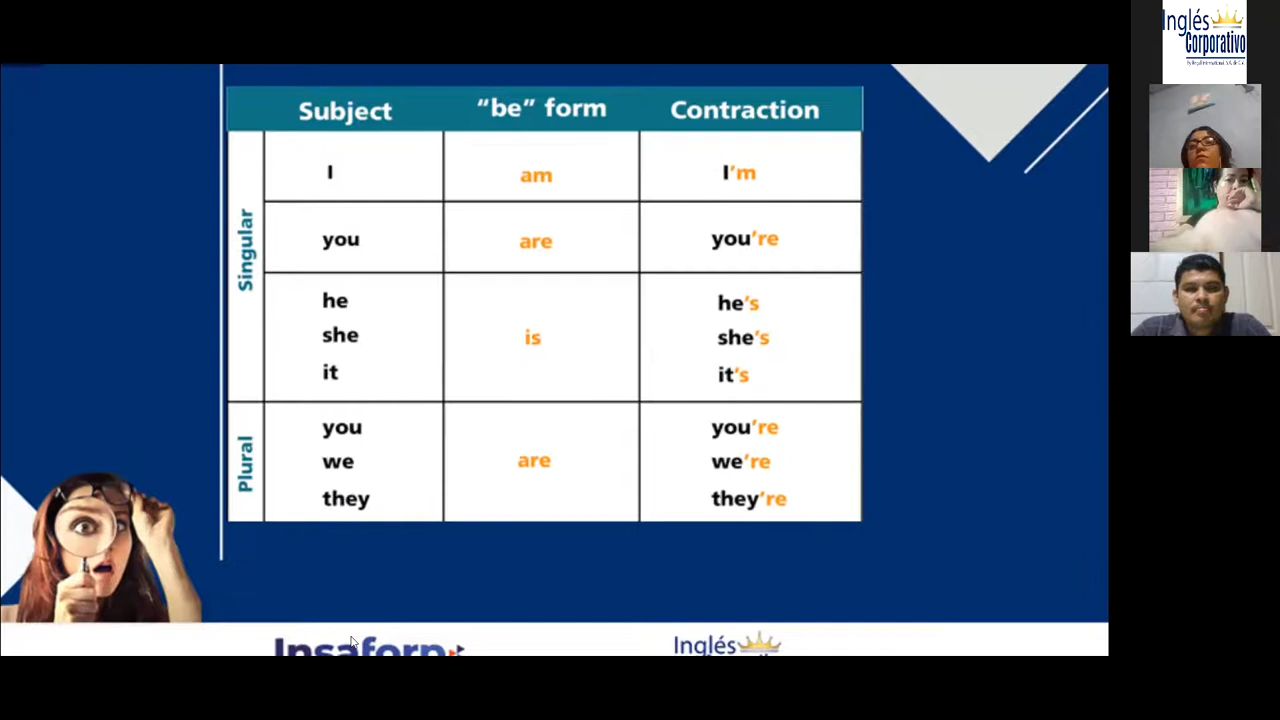 Subject "be" form Contraction
Singular
I am I'm
you are you're
he he's
she is she's
it it's
Plural
you you're
we are we're
they they're
Insaforp
Inglés
Inglés
Corporativo